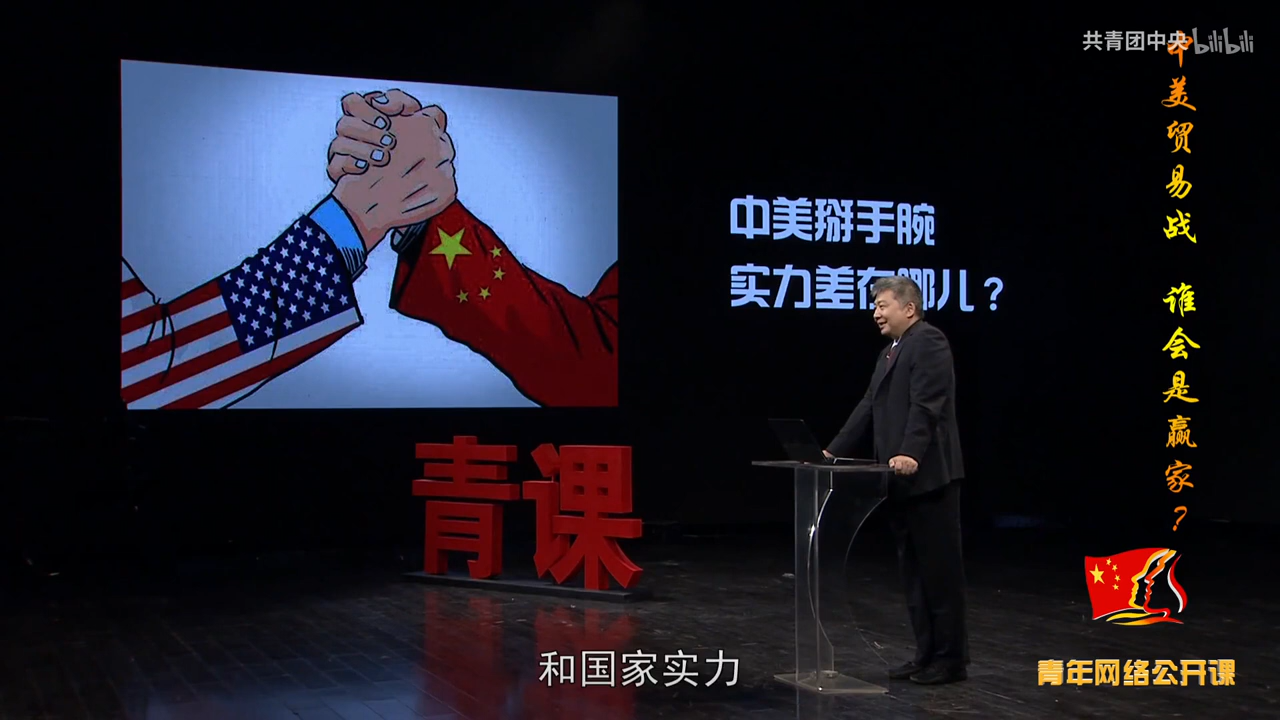 共青团中央 bilibili
中美贸易战 谁会是赢家?
中美掰手腕
实力差在哪儿?
青课
和国家实力
青年网络公开课